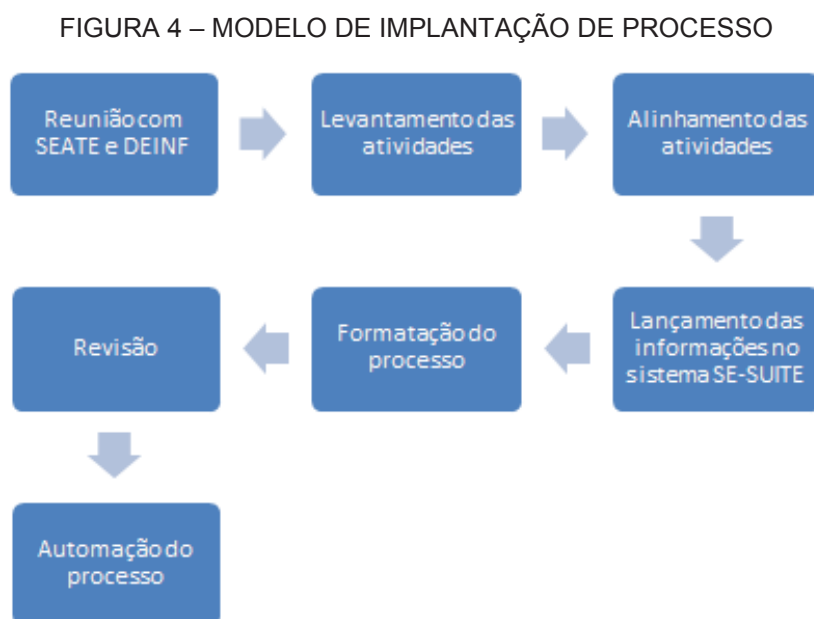 FIGURA 4 – MODELO DE IMPLANTAÇÃO DE PROCESSO
Reunião com
SEATE e DEINF
Levantamento das
atividades
Alinhamento das
atividades
Lançamento das
informações no
sistema SE-SUITE
Formatação do
processo
Revisão
Automação do
processo